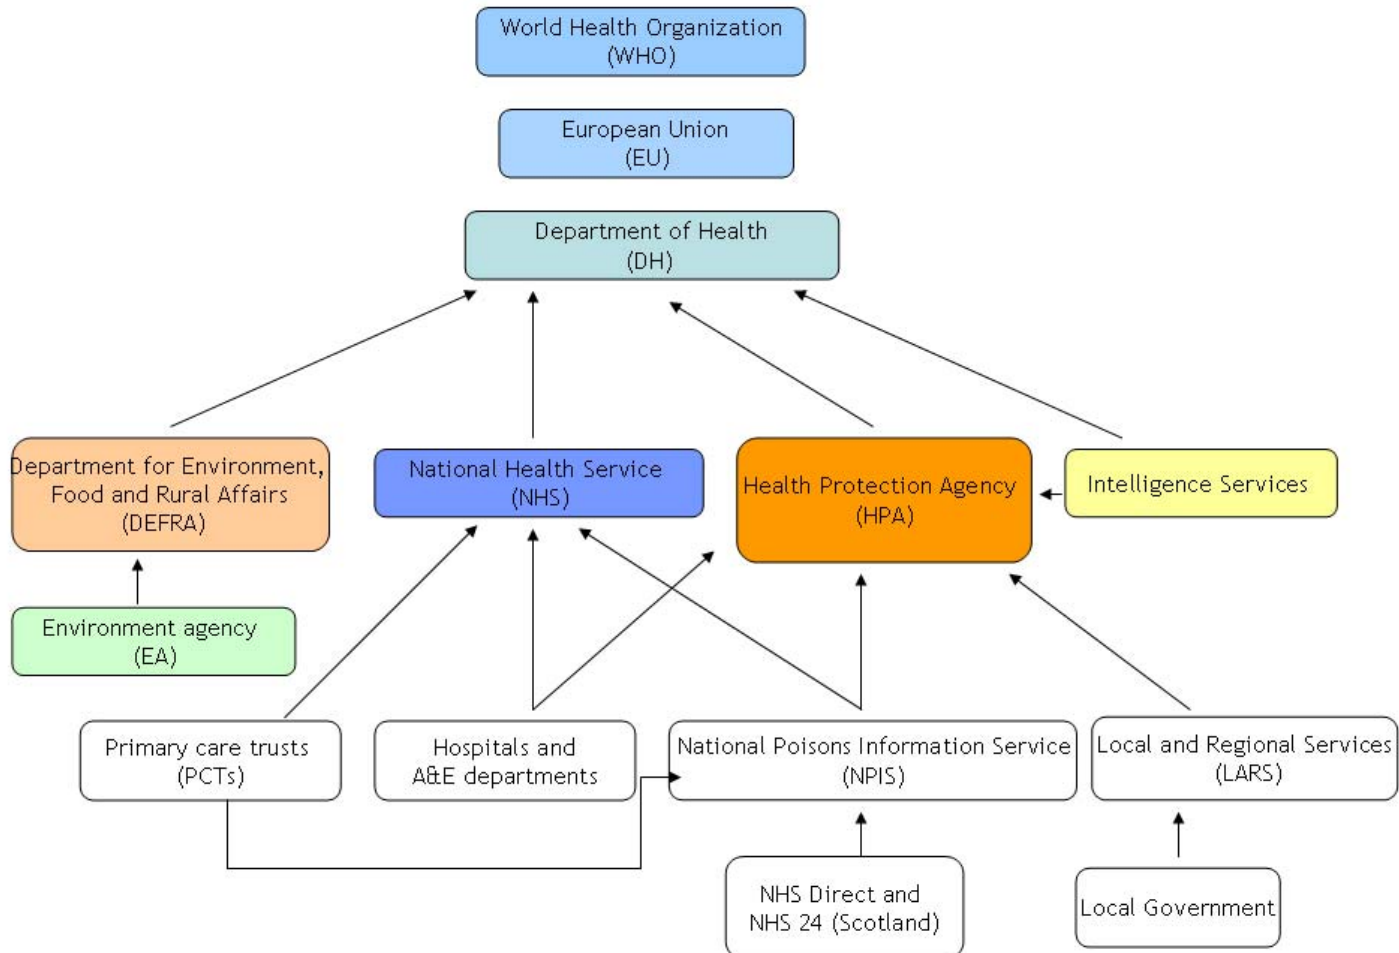 World Health Organization
(WHO)
European Union
(EU)
Department of Health
(DH)
Department for Environment,
Food and Rural Affairs
(DEFRA)
National Health Service
(NHS)
Health Protection Agency
(HPA)
Intelligence Services
Environment agency
(EA)
Primary care trusts
(PCTs)
Hospitals and
A&E departments
National Poisons Information Service
(NPIS)
Local and Regional Services
(LARS)
NHS Direct and
NHS 24 (Scotland)
Local Government